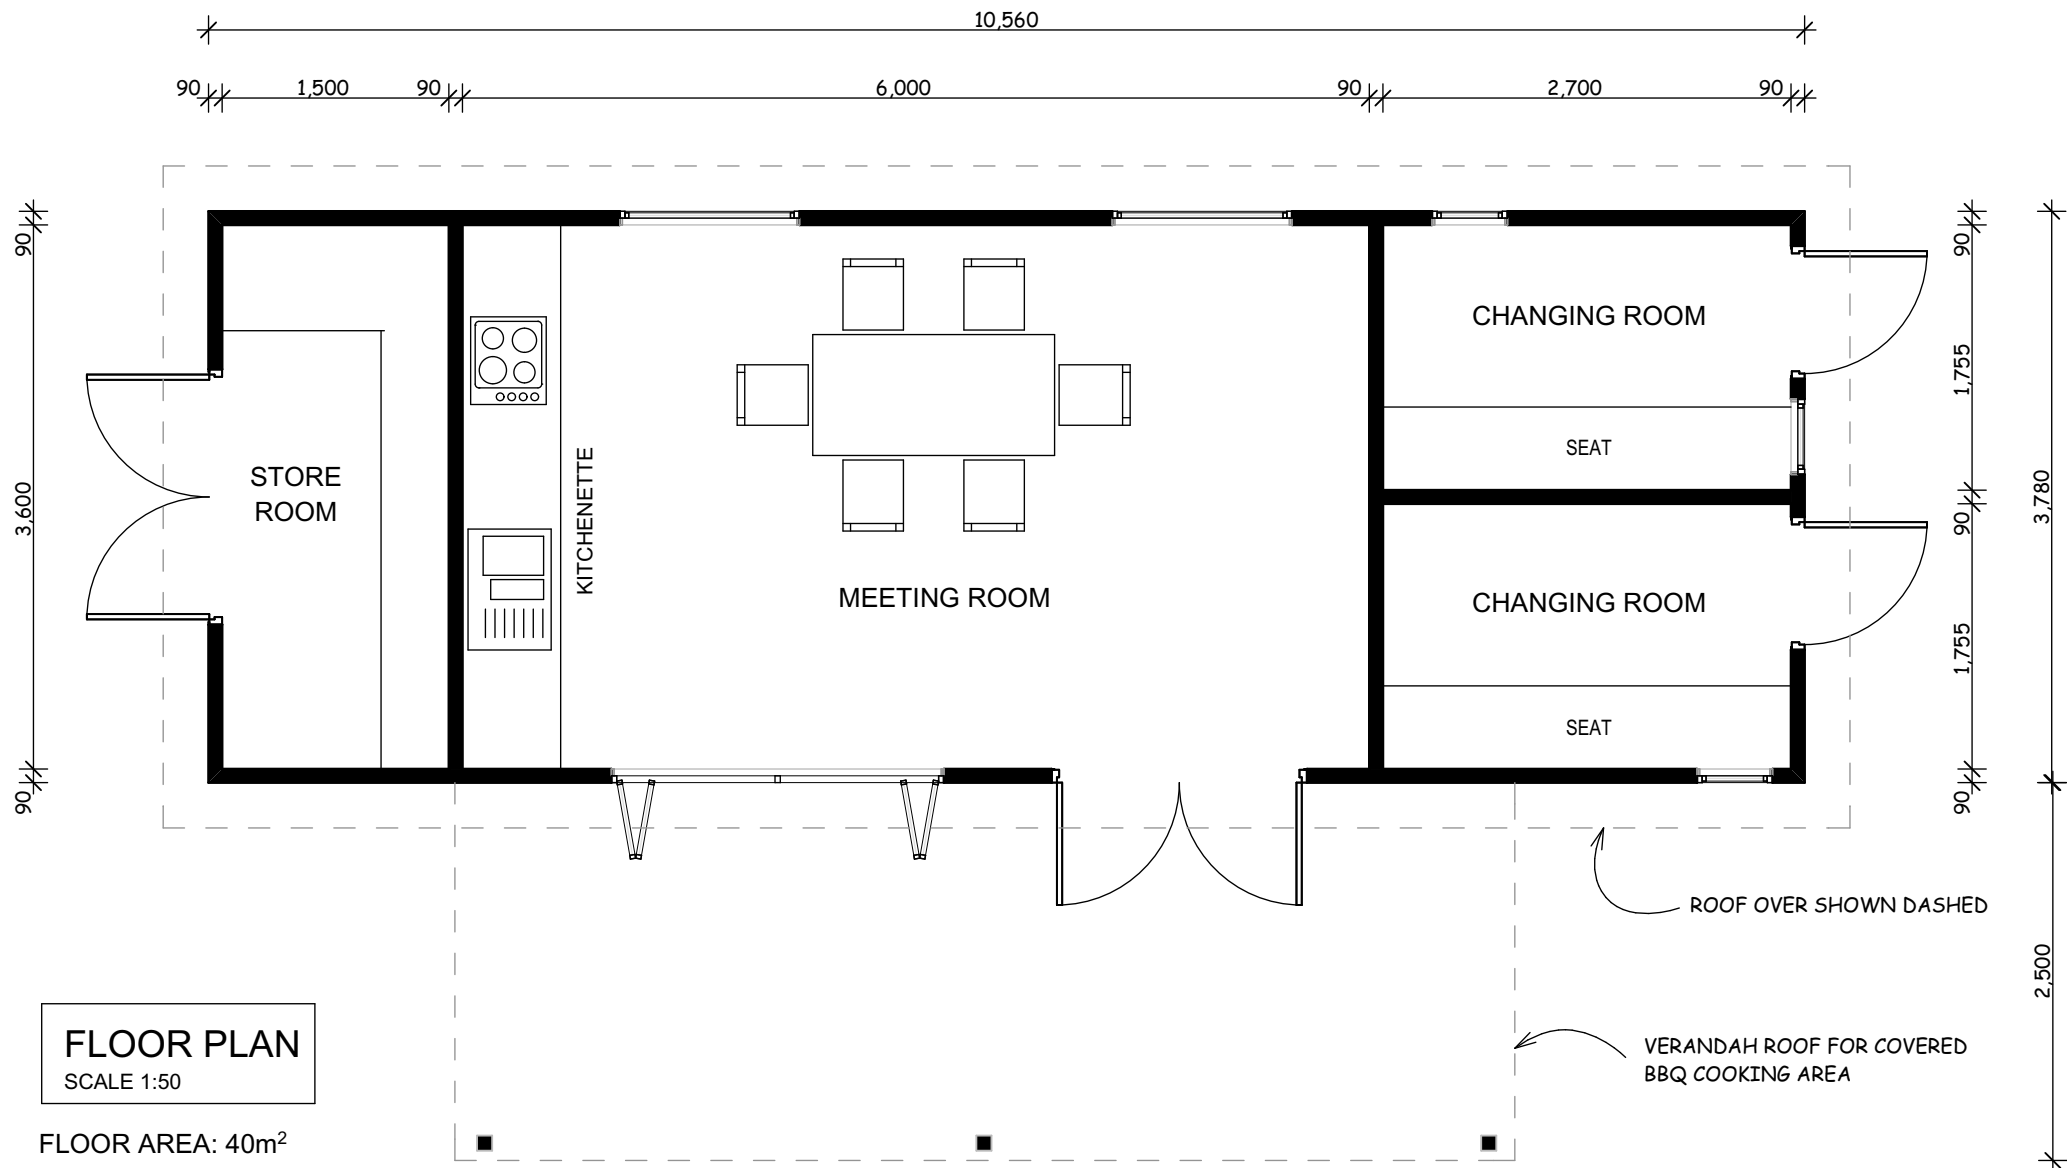 10,560
90 1,500 90 6,000 90 2,700 90
90
3,600
90
90
1,755
90
1,755
90
3,780
2,500
STORE
ROOM
KITCHENETTE
MEETING ROOM
CHANGING ROOM
SEAT
CHANGING ROOM
SEAT
ROOF OVER SHOWN DASHED
VERANDAH ROOF FOR COVERED
BBQ COOKING AREA
FLOOR PLAN
SCALE 1:50
FLOOR AREA: 40m²